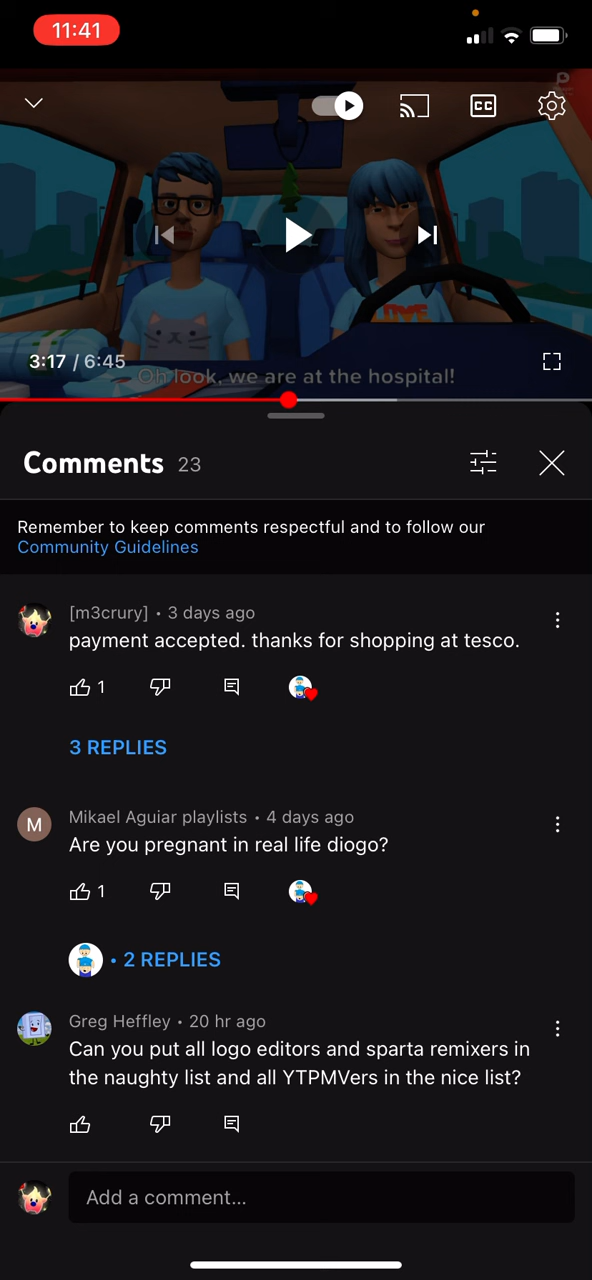 11:41
CC
3:17 / 6:45
Oh look, we are at the hospital!
Comments 23
Remember to keep comments respectful and to follow our
Community Guidelines
[m3crury] • 3 days ago
payment accepted. thanks for shopping at tesco.
1
3 REPLIES
M
Mikael Aguiar playlists • 4 days ago
Are you pregnant in real life diogo?
1
• 2 REPLIES
Greg Heffley • 20 hr ago
Can you put all logo editors and sparta remixers in
the naughty list and all YTPMVers in the nice list?
Add a comment...